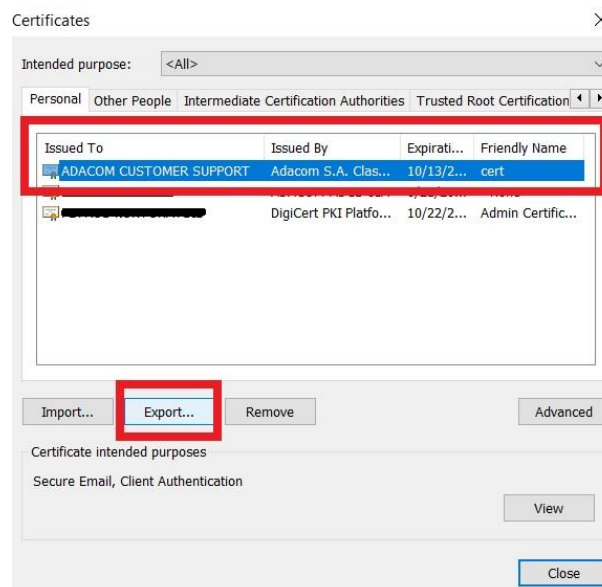 Certificates
Intended purpose: <All>
Personal Other People Intermediate Certification Authorities Trusted Root Certification
Issued To Issued By Expirati... Friendly Name
ADACOM CUSTOMER SUPPORT Adacom S.A. Clas... 10/13/2... cert
DigiCert PKI Platfo... 10/22/2... Admin Certific...
Import... Export... Remove Advanced
Certificate intended purposes
Secure Email, Client Authentication
View
Close